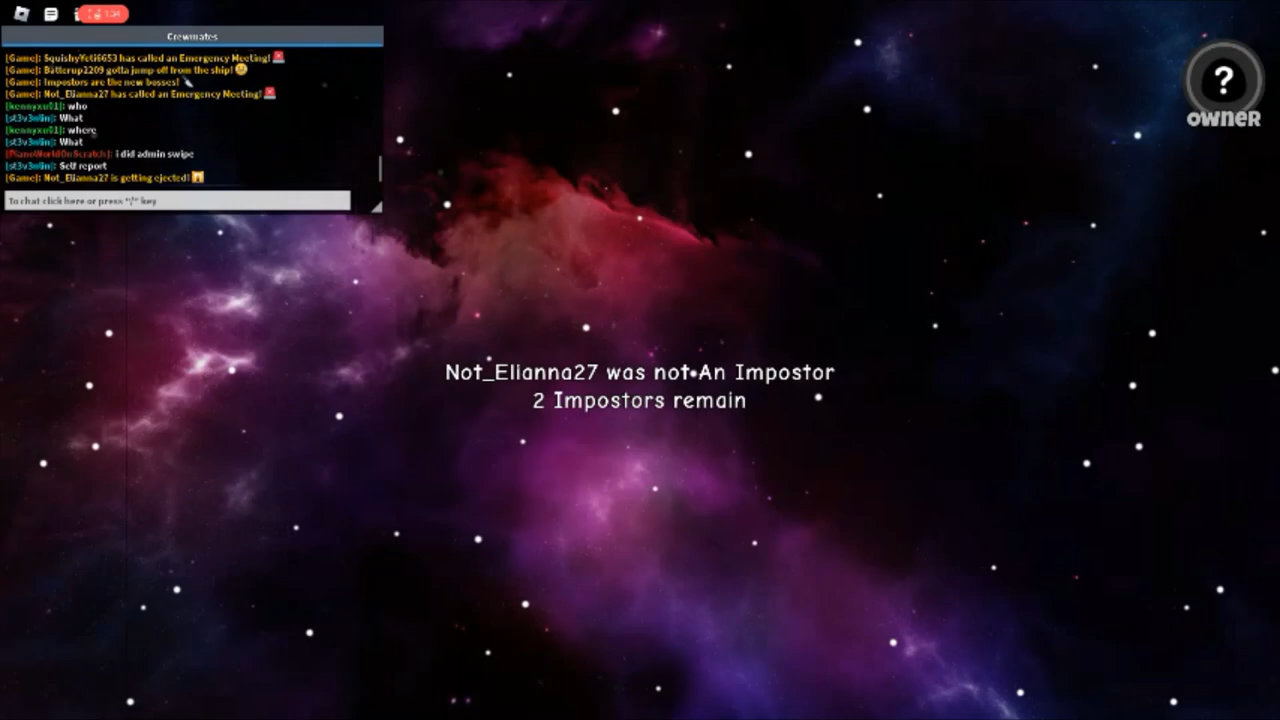 Crewmates
[Game]: SquishyYeti6653 has called an Emergency Meeting! 🚨
[Game]: Batterup2209 gotta jump off from the ship!
[Game]: Impostors are the new bosses! 🔪
[Game]: Not_Elianna27 has called an Emergency Meeting! 🚨
[kennyxu01]: who
[st3v3nlin]: What
[kennyxu01]: where
[st3v3nlin]: What
[PianoWorldOnScratch]: i did admin swipe
[st3v3nlin]: Self report
[Game]: Not_Elianna27 is getting ejected!
To chat click here or press "/" key
?
OWNER
Not_Elianna27 was not An Impostor
2 Impostors remain